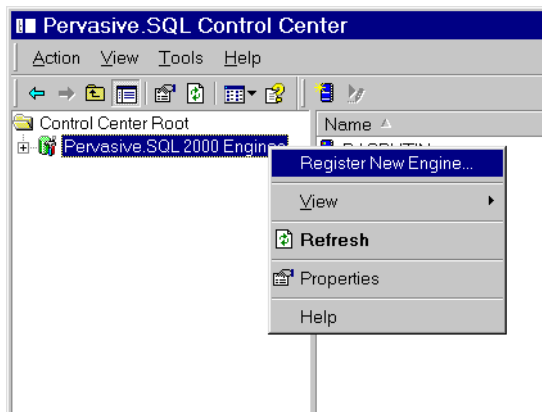 Pervasive.SQL Control Center
Action View Tools Help
Control Center Root
Name
Pervasive.SQL 2000 Engines
Register New Engine...
View
Refresh
Properties
Help